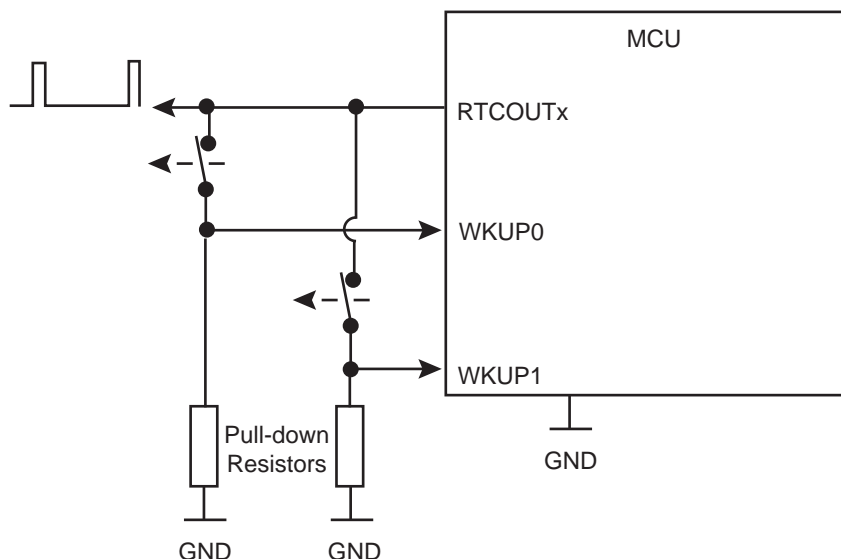 MCU
RTCOUTx
WKUP0
WKUP1
Pull-down
Resistors
GND
GND
GND